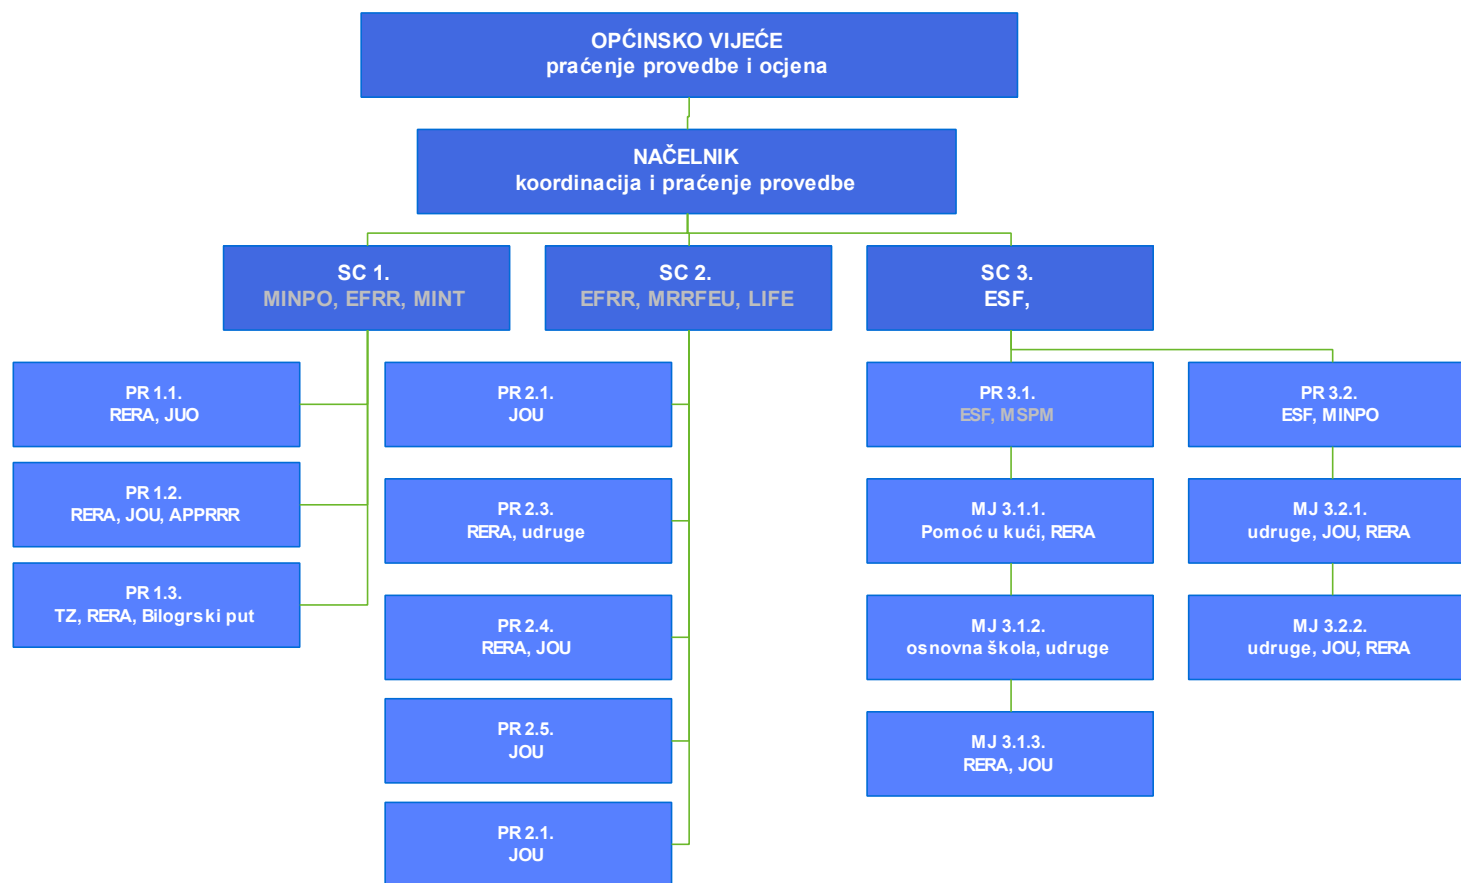 OPĆINSKO VIJEĆE
praćenje provedbe i ocjena
NAČELNIK
koordinacija i praćenje provedbe
SC 1.
MINPO, EFRR, MINT
SC 2.
EFRR, MRRFEU, LIFE
SC 3.
ESF,
PR 1.1.
RERA, JUO
PR 1.2.
RERA, JOU, APPRRR
PR 1.3.
TZ, RERA, Bilogrski put
PR 2.1.
JOU
PR 2.3.
RERA, udruge
PR 2.4.
RERA, JOU
PR 2.5.
JOU
PR 2.1.
JOU
PR 3.1.
ESF, MSPM
MJ 3.1.1.
Pomoć u kući, RERA
MJ 3.1.2.
osnovna škola, udruge
MJ 3.1.3.
RERA, JOU
PR 3.2.
ESF, MINPO
MJ 3.2.1.
udruge, JOU, RERA
MJ 3.2.2.
udruge, JOU, RERA